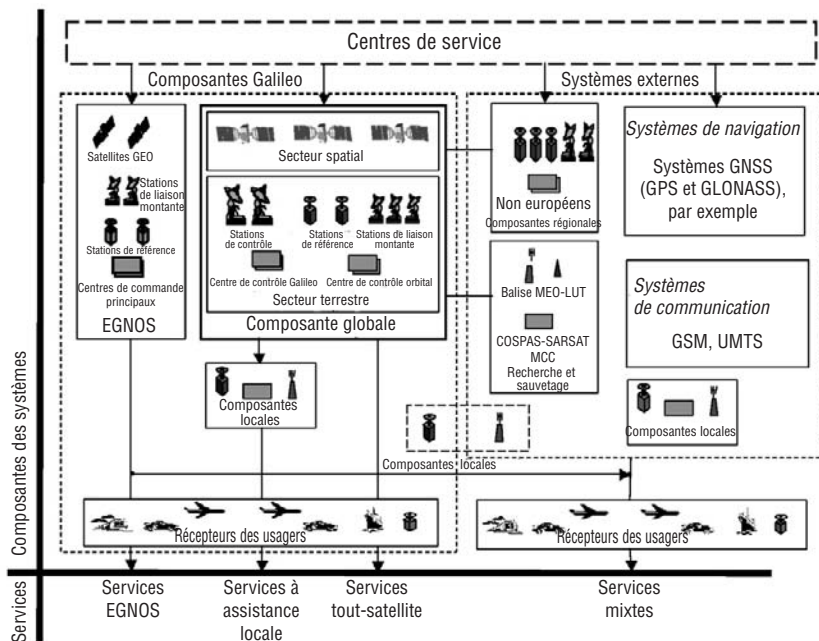 Centres de service
Composantes Galileo
Systèmes externes
Satellites GEO
Stations
de liaison
montante
Stations de référence
Centres de commande
principaux
EGNOS
Secteur spatial
Stations
de contrôle
Stations
de référence
Stations de liaison
montante
Centre de contrôle Galileo
Centre de contrôle orbital
Secteur terrestre
Composante globale
Composantes
locales
Non européens
Composantes régionales
Balise MEO-LUT
COSPAS-SARSAT
MCC
Recherche et
sauvetage
Systèmes de navigation
Systèmes GNSS
(GPS et GLONASS),
par exemple
Systèmes
de communication
GSM, UMTS
Composantes locales
Composantes locales
Récepteurs des usagers
Récepteurs des usagers
Composantes des systèmes
Services
Services
EGNOS
Services à
assistance
locale
Services
tout-satellite
Services
mixtes